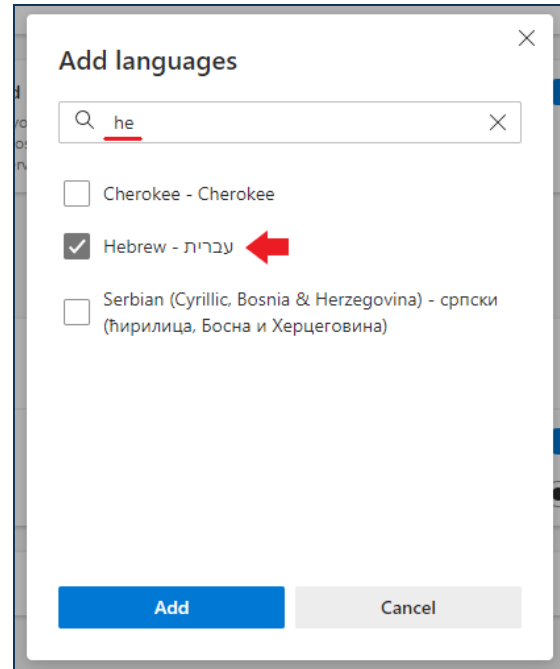 Add languages
he
Cherokee - Cherokee
Hebrew - עברית
Serbian (Cyrillic, Bosnia & Herzegovina) - српски
(ћирилица, Босна и Херцеговина)
Add
Cancel